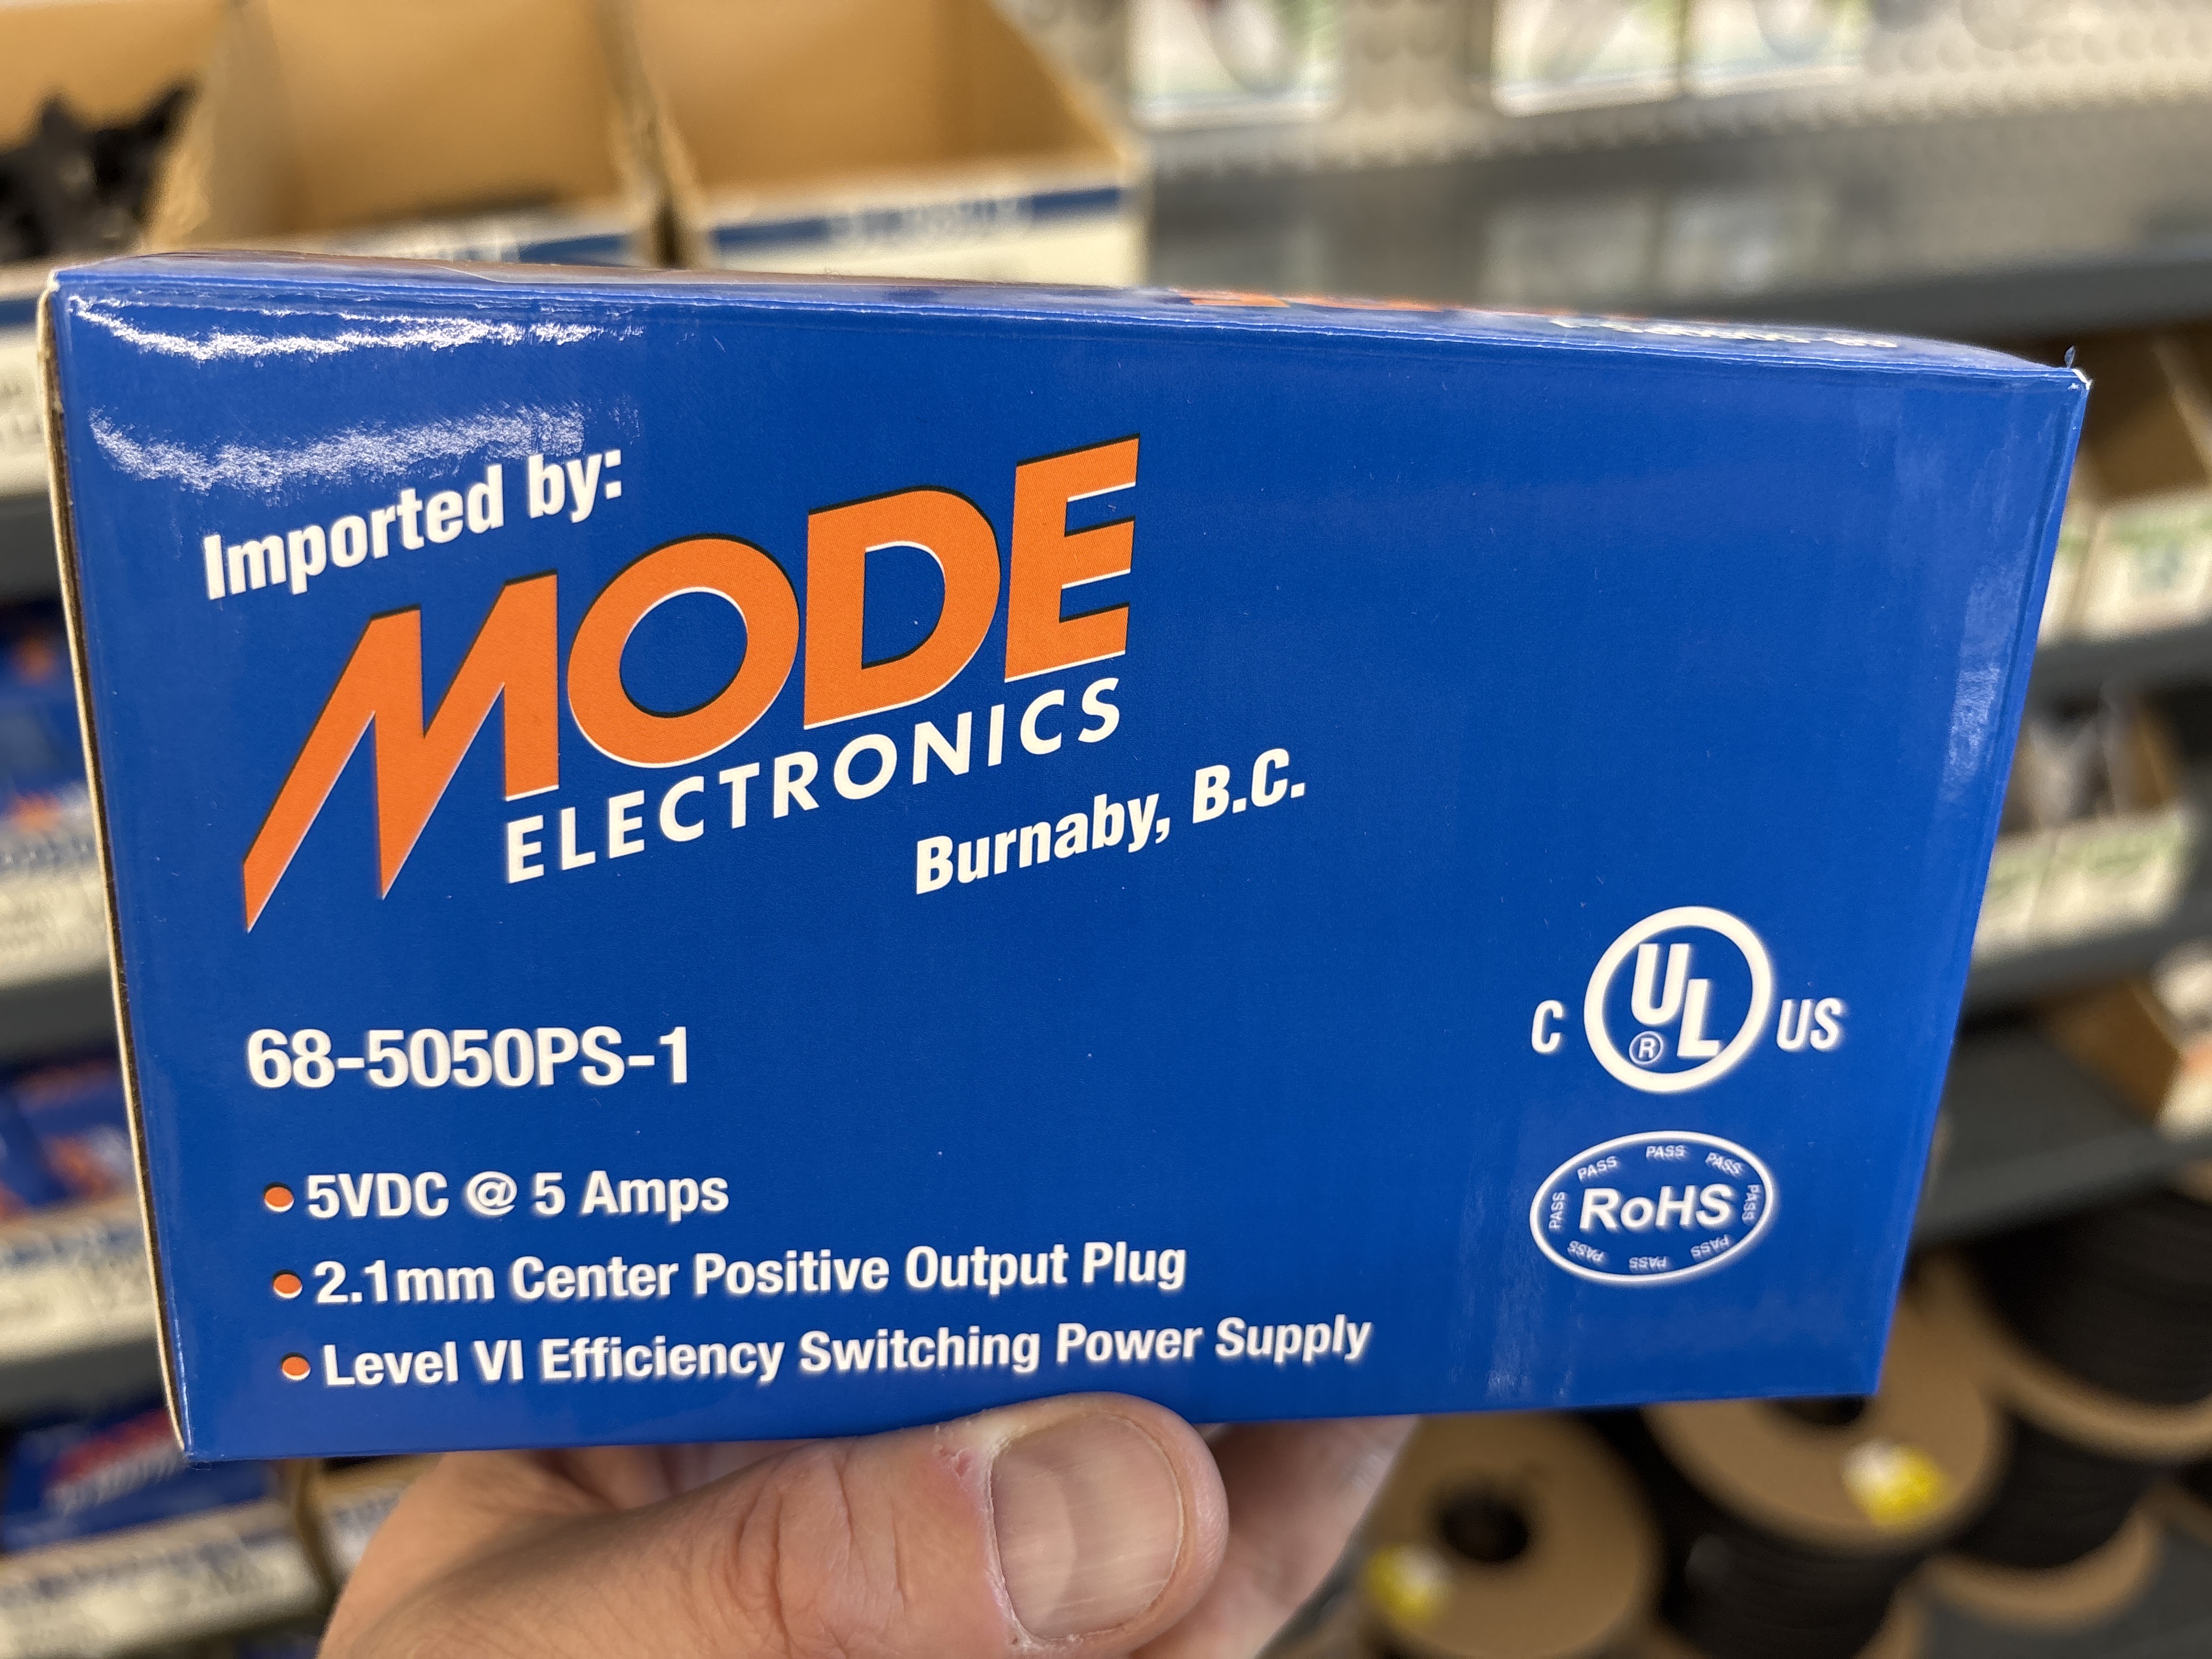 Imported by:
MODE
ELECTRONICS
Burnaby, B.C.
68-5050PS-1
C UL® US
PASS PASS PASS PASS PASS PASS PASS PASS
RoHS
• 5VDC @ 5 Amps
• 2.1mm Center Positive Output Plug
• Level VI Efficiency Switching Power Supply